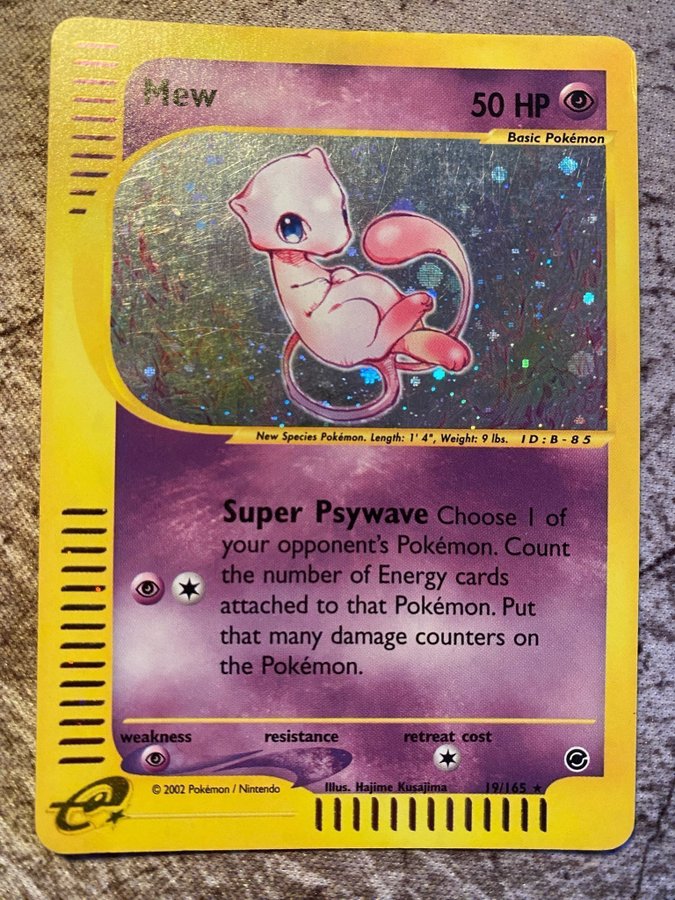 Mew
50 HP
Basic Pokémon
New Species Pokémon. Length: 1' 4", Weight: 9 lbs. ID:B-85
Super Psywave Choose 1 of
your opponent's Pokémon. Count
the number of Energy cards
attached to that Pokémon. Put
that many damage counters on
the Pokémon.
weakness resistance retreat cost
© 2002 Pokémon / Nintendo Illus. Hajime Kusajima 19/165 ★
e